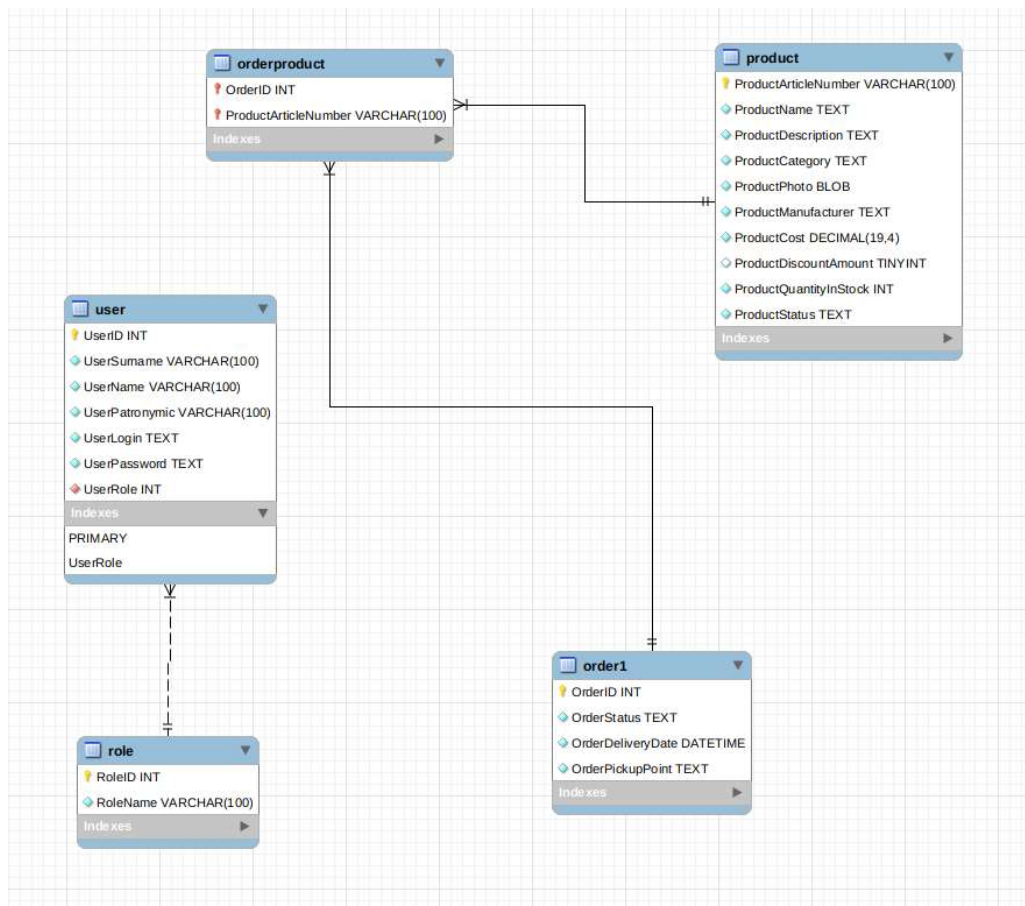 orderproduct
OrderID INT
ProductArticleNumber VARCHAR(100)
Indexes
product
ProductArticleNumber VARCHAR(100)
ProductName TEXT
ProductDescription TEXT
ProductCategory TEXT
ProductPhoto BLOB
ProductManufacturer TEXT
ProductCost DECIMAL(19,4)
ProductDiscountAmount TINYINT
ProductQuantityInStock INT
ProductStatus TEXT
Indexes
user
UserID INT
UserSurname VARCHAR(100)
UserName VARCHAR(100)
UserPatronymic VARCHAR(100)
UserLogin TEXT
UserPassword TEXT
UserRole INT
Indexes
PRIMARY
UserRole
order1
OrderID INT
OrderStatus TEXT
OrderDeliveryDate DATETIME
OrderPickupPoint TEXT
Indexes
role
RoleID INT
RoleName VARCHAR(100)
Indexes